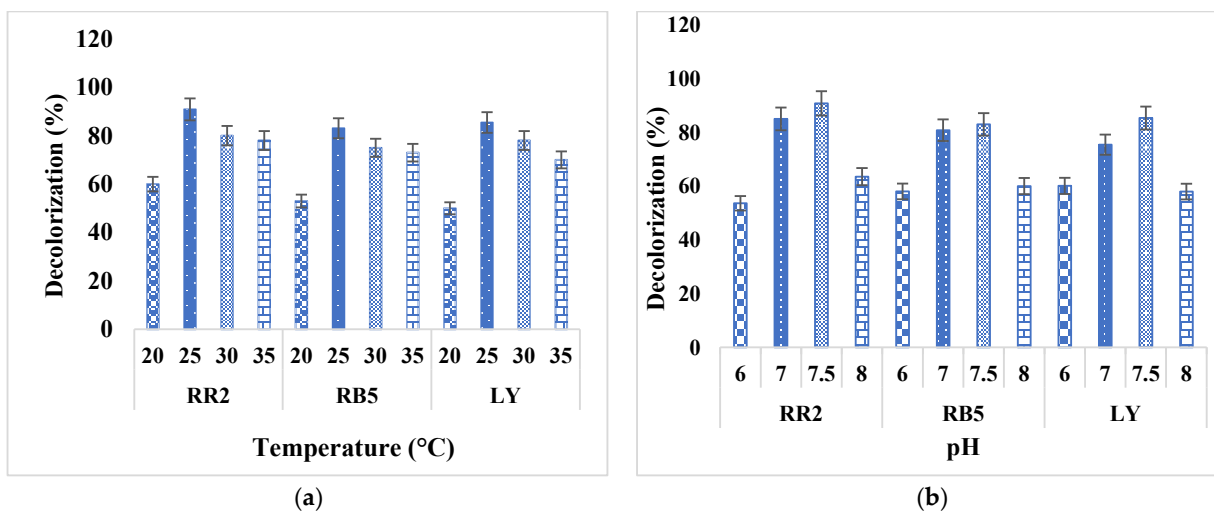 120
100
80
60
40
20
0
Decolorization (%)
20 25 30 35 20 25 30 35 20 25 30 35
RR2 RB5 LY
Temperature (°C)
(a)
120
100
80
60
40
20
0
Decolorization (%)
6 7 7.5 8 6 7 7.5 8 6 7 7.5 8
RR2 RB5 LY
pH
(b)